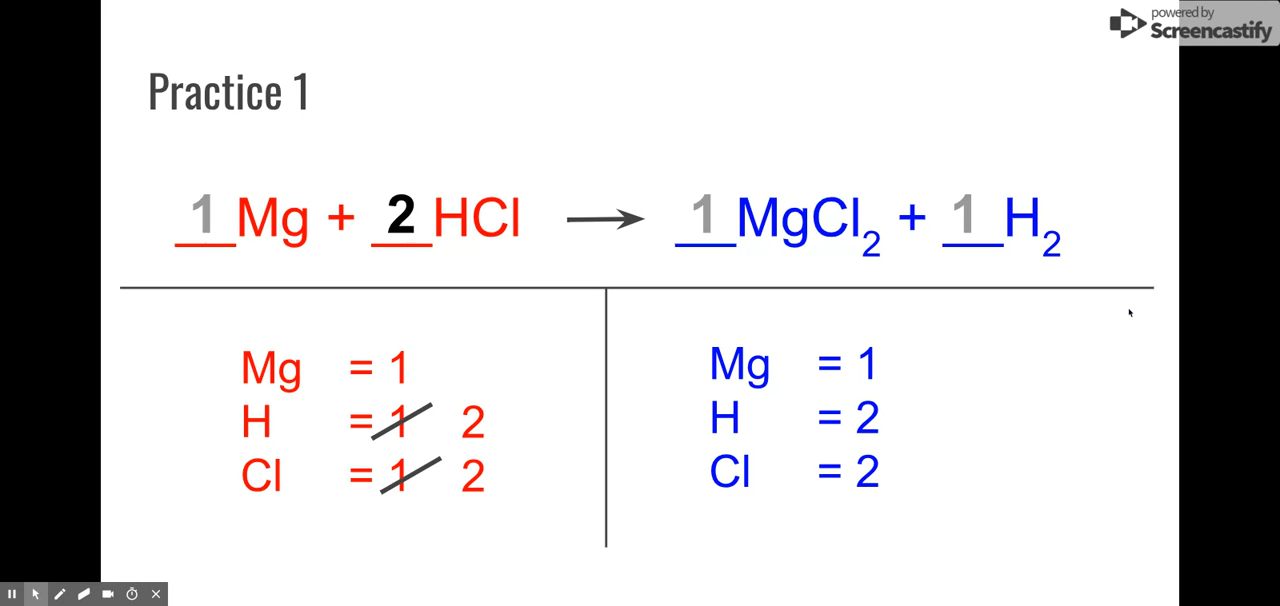 powered by
Screencastify
Practice 1
1 Mg + 2 HCl → 1 MgCl₂ + 1 H₂
Mg = 1
H = 1 2
Cl = 1 2
Mg = 1
H = 2
Cl = 2